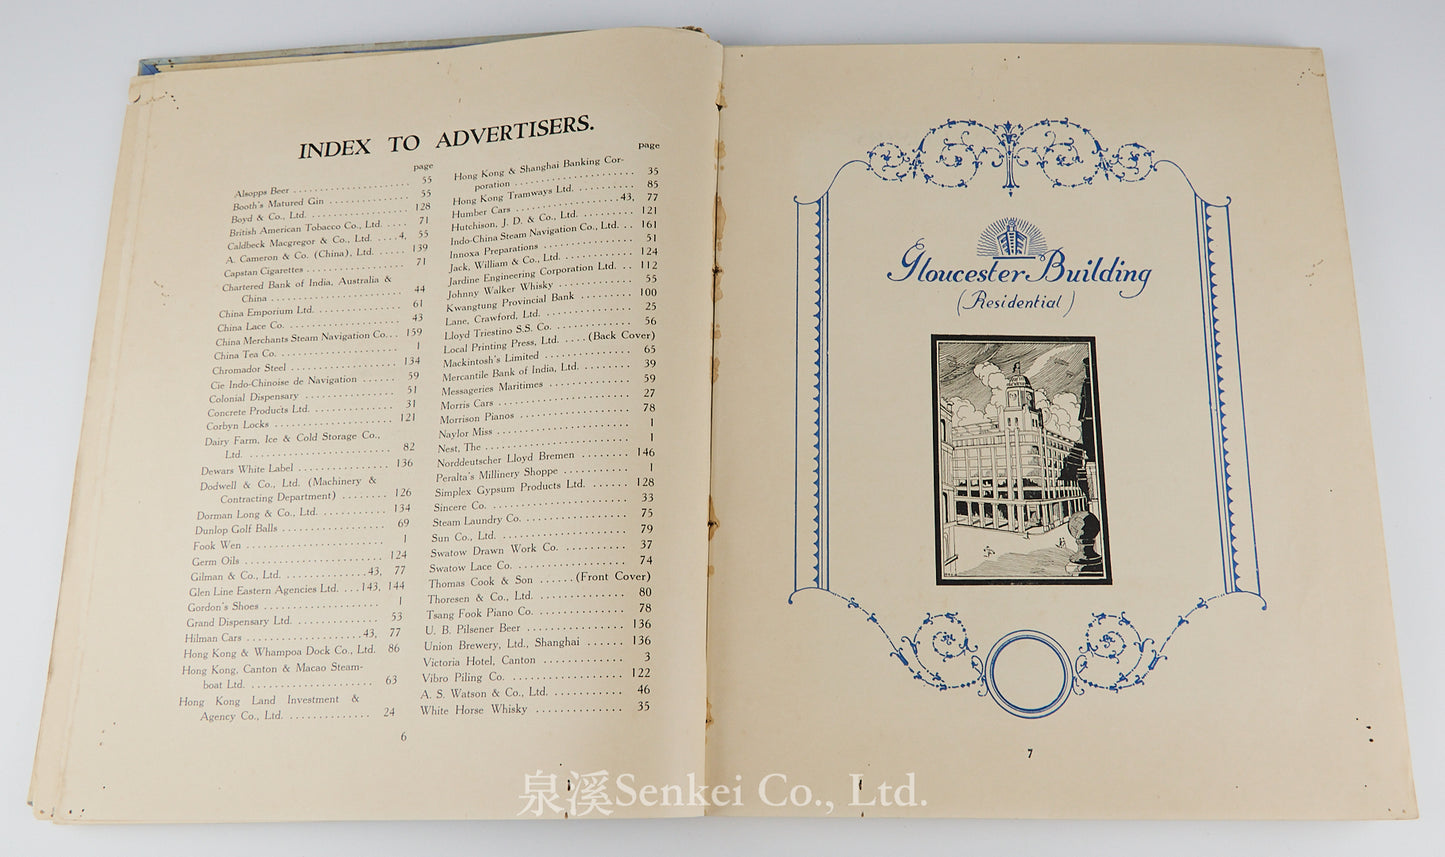 INDEX TO ADVERTISERS.
page
Alsopps Beer .................... 55
Booth's Matured Gin .............. 55
Boyd & Co., Ltd. ................. 128
British American Tobacco Co., Ltd. .... 71
Caldbeck Macgregor & Co., Ltd. ....4, 55
A. Cameron & Co. (China), Ltd. ..... 139
Capstan Cigarettes .................. 71
Chartered Bank of India, Australia &
China ...................... 44
China Emporium Ltd. ............... 61
China Lace Co. .................... 43
China Merchants Steam Navigation Co. .. 159
China Tea Co. ..................... 1
Chromador Steel .................. 134
Cie Indo-Chinoise de Navigation ...... 59
Colonial Dispensary ................ 51
Concrete Products Ltd. ............. 31
Corbyn Locks .................... 121
Dairy Farm, Ice & Cold Storage Co.,
Ltd. ........................ 82
Dewars White Label ............... 136
Dodwell & Co., Ltd. (Machinery &
Contracting Department) ........ 126
Dorman Long & Co., Ltd. ........... 134
Dunlop Golf Balls ................. 69
Fook Wen ........................ 1
Germ Oils ....................... 124
Gilman & Co., Ltd. ..............43, 77
Glen Line Eastern Agencies Ltd. ...143, 144
Gordon's Shoes .................... 1
Grand Dispensary Ltd. .............. 53
Hilman Cars ....................43, 77
Hong Kong & Whampoa Dock Co., Ltd. 86
Hong Kong, Canton & Macao Steam-
boat Ltd. .................... 63
Hong Kong Land Investment &
Agency Co., Ltd. .............. 24
6
page
Hong Kong & Shanghai Banking Cor-
poration ..................... 35
Hong Kong Tramways Ltd. ........... 85
Humber Cars ...................43, 77
Hutchison, J. D. & Co., Ltd. ......... 121
Indo-China Steam Navigation Co., Ltd. .. 161
Innoxa Preparations ................ 51
Jack, William & Co., Ltd. ............ 124
Jardine Engineering Corporation Ltd. .. 112
Johnny Walker Whisky .............. 55
Kwangtung Provincial Bank ......... 100
Lane, Crawford, Ltd. ............... 25
Lloyd Triestino S.S. Co. ............. 56
Local Printing Press, Ltd. ....(Back Cover)
Mackintosh's Limited ............... 65
Mercantile Bank of India, Ltd. ........ 39
Messageries Maritimes .............. 59
Morris Cars ...................... 27
Morrison Pianos ................... 78
Naylor Miss ....................... 1
Nest, The ......................... 1
Norddeutscher Lloyd Bremen ........ 146
Peralta's Millinery Shoppe ........... 1
Simplex Gypsum Products Ltd. ...... 128
Sincere Co. ....................... 33
Steam Laundry Co. ................. 75
Sun Co., Ltd. ..................... 79
Swatow Drawn Work Co. .......... 37
Swatow Lace Co. .................. 74
Thomas Cook & Son ......(Front Cover)
Thoresen & Co., Ltd. ............... 80
Tsang Fook Piano Co. .............. 78
U. B. Pilsener Beer ................ 136
Union Brewery, Ltd., Shanghai ...... 136
Victoria Hotel, Canton .............. 3
Vibro Piling Co. .................. 122
A. S. Watson & Co., Ltd. ............ 46
White Horse Whisky .............. 35
Gloucester Building
(Residential)
7
泉溪Senkei Co., Ltd.